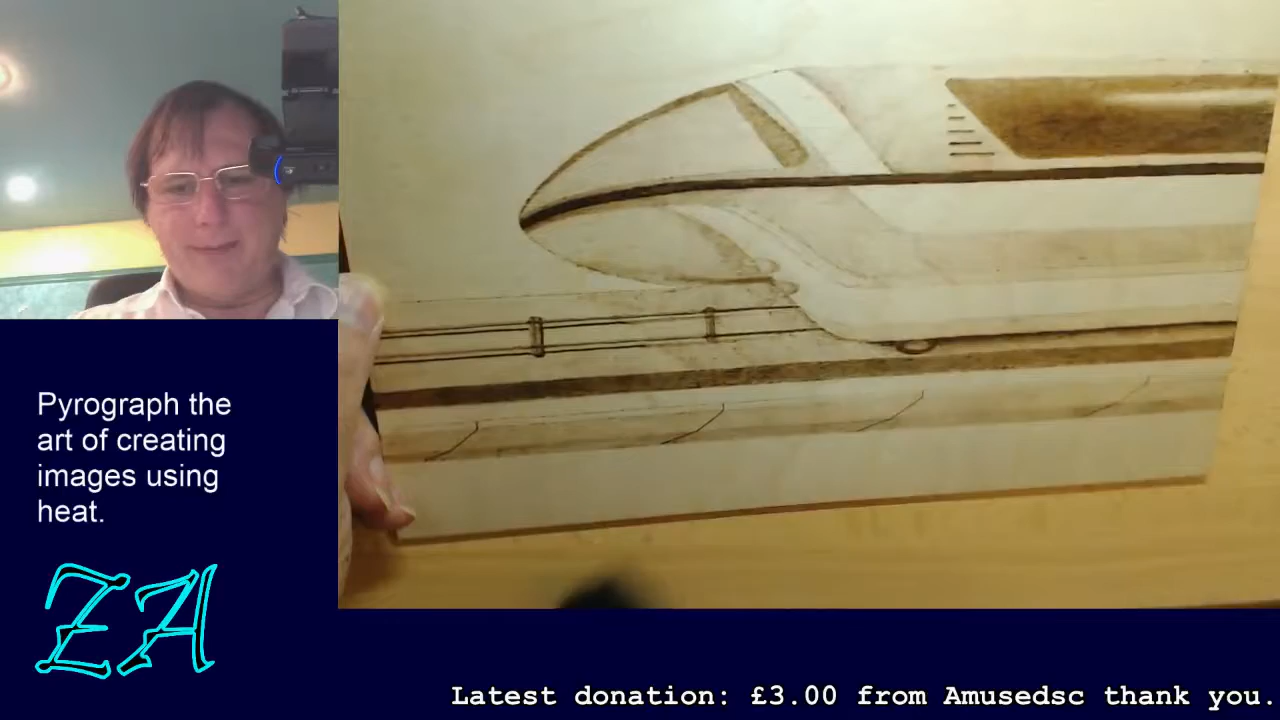 Pyrograph the
art of creating
images using
heat.
ZA
Latest donation: £3.00 from Amusedsc thank you.